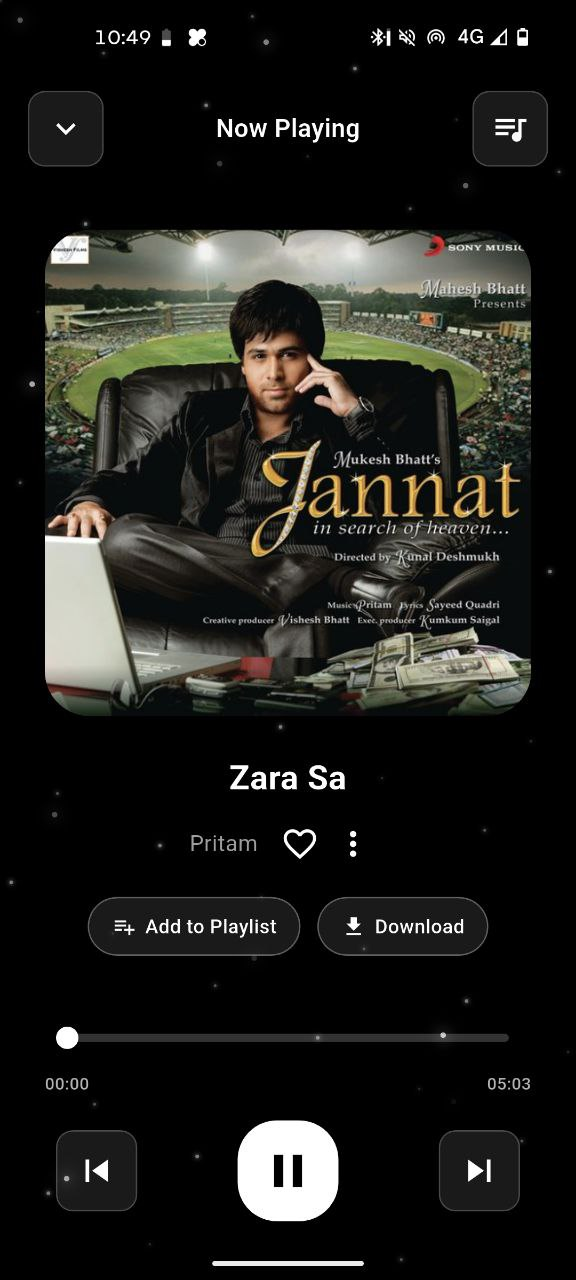 10:49
4G
Now Playing
SONY MUSIC
Mahesh Bhatt
Presents
Mukesh Bhatt's
Jannat
in search of heaven...
Directed by Kunal Deshmukh
Music Pritam Lyrics Sayeed Quadri
Creative producer Vishesh Bhatt Exec. producer Kumkum Saigal
Zara Sa
Pritam
Add to Playlist
Download
00:00
05:03